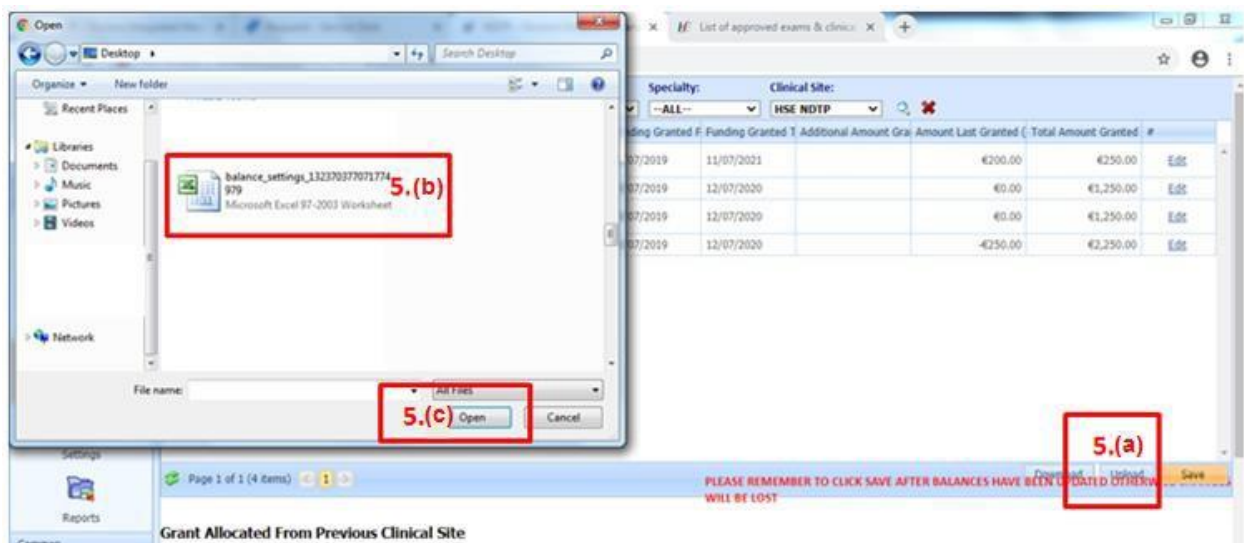 Open
List of approved exams & clinic
Desktop
Search Desktop
Organize
New folder
Specialty:
Clinical Site:
--ALL--
HSE NDTP
Recent Places
Libraries
Documents
Music
Pictures
Videos
Network
balance_settings_132370377071774
979
Microsoft Excel 97-2003 Worksheet
5.(b)
ding Granted F Funding Granted T Additional Amount Gra Amount Last Granted ( Total Amount Granted #
07/2019 11/07/2021 €200.00 €250.00 Edit
07/2019 12/07/2020 €0.00 €1,250.00 Edit
07/2019 12/07/2020 €0.00 €1,250.00 Edit
07/2019 12/07/2020 -€250.00 €2,250.00 Edit
File name:
All Files
5.(c)
Open
Cancel
5.(a)
Settings
Reports
Page 1 of 1 (4 items) 1
Download
Upload
Save
PLEASE REMEMBER TO CLICK SAVE AFTER BALANCES HAVE BEEN UPDATED
WILL BE LOST
Grant Allocated From Previous Clinical Site